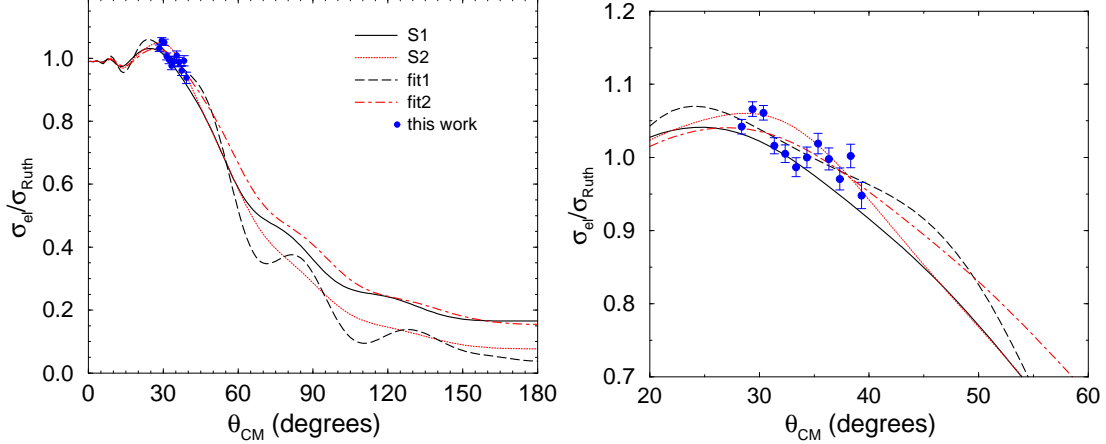 1.0
0.8
0.6
0.4
0.2
0.0
0 30 60 90 120 150 180
θCM (degrees)
σel/σRuth
S1
S2
fit1
fit2
this work
1.2
1.1
1.0
0.9
0.8
0.7
20 30 40 50 60
θCM (degrees)
σel/σRuth